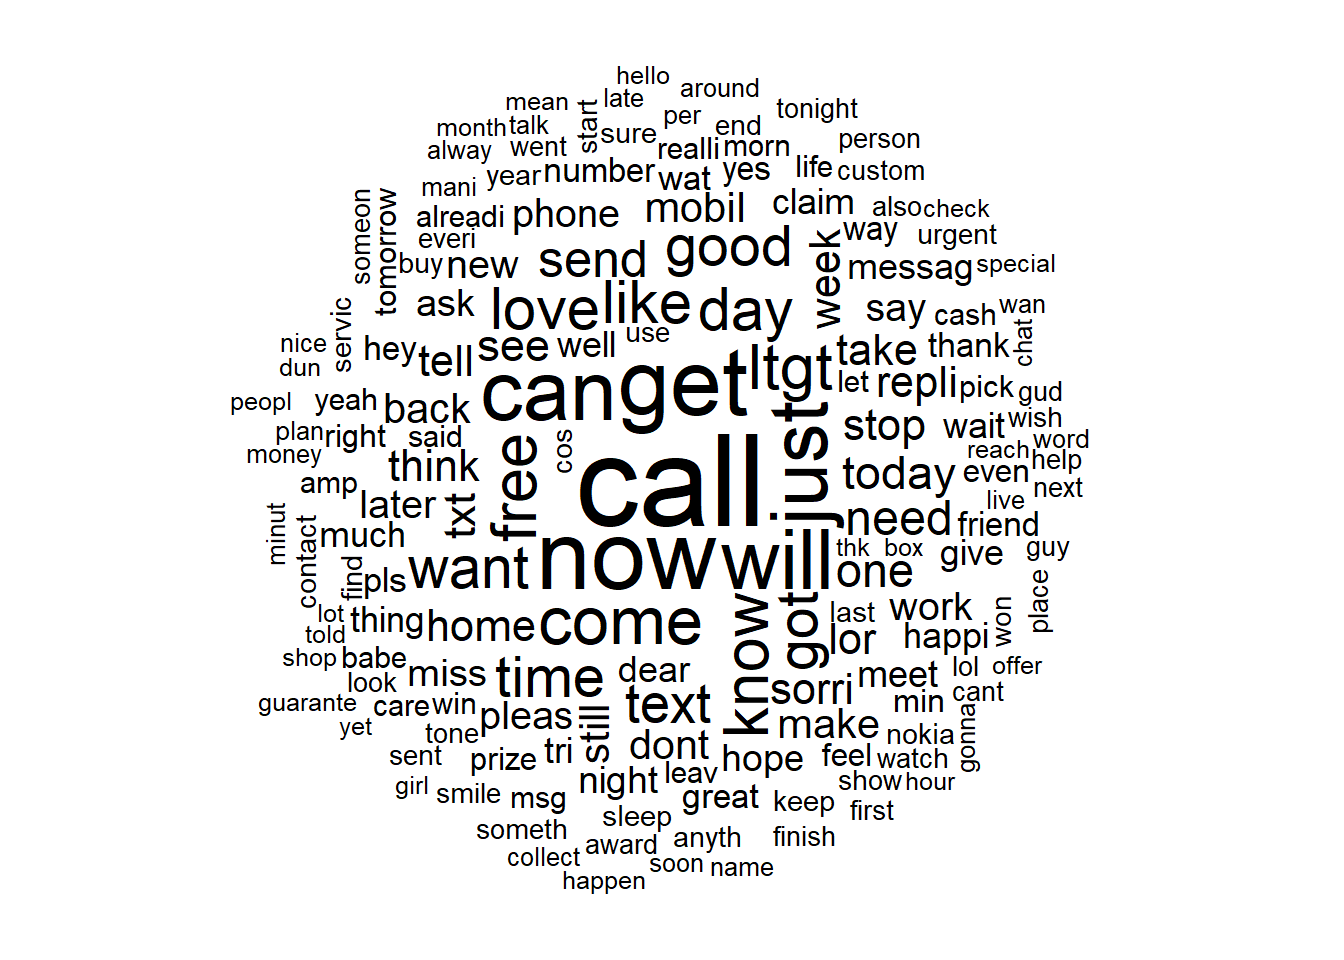 hello
mean late around
month talk start per tonight
alway went sure end person
mani year number realli morn
wat yes life custom
someon tomorrow alreadi phone mobil claim also check
everi buy new send good week way urgent
ask love like day messag special
servic use say cash wan
nice hey tell see well ltgt take thank chat
dun can get let repli pick gud
peopl yeah back just stop wait wish
plan right said cos reach word
money think free call today even help
amp later txt live next
minut contact much need friend
find pls want now will thk box one give guy
lot thing home come know got last work won place
told lor happi
shop babe miss time dear sorri meet lol offer
look
guarante care win pleas still text make min cant
yet tone dont nokia gonna
sent prize tri hope feel watch
girl smile msg night leav great keep show hour
someth sleep first
collect award anyth finish
happen soon name